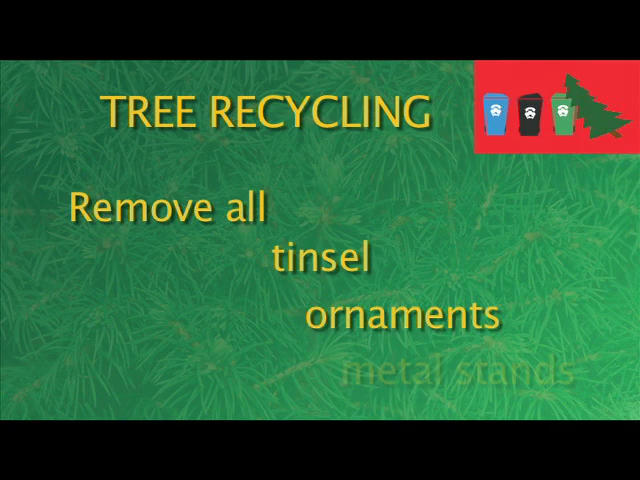 TREE RECYCLING
Remove all
tinsel
ornaments
metal stands